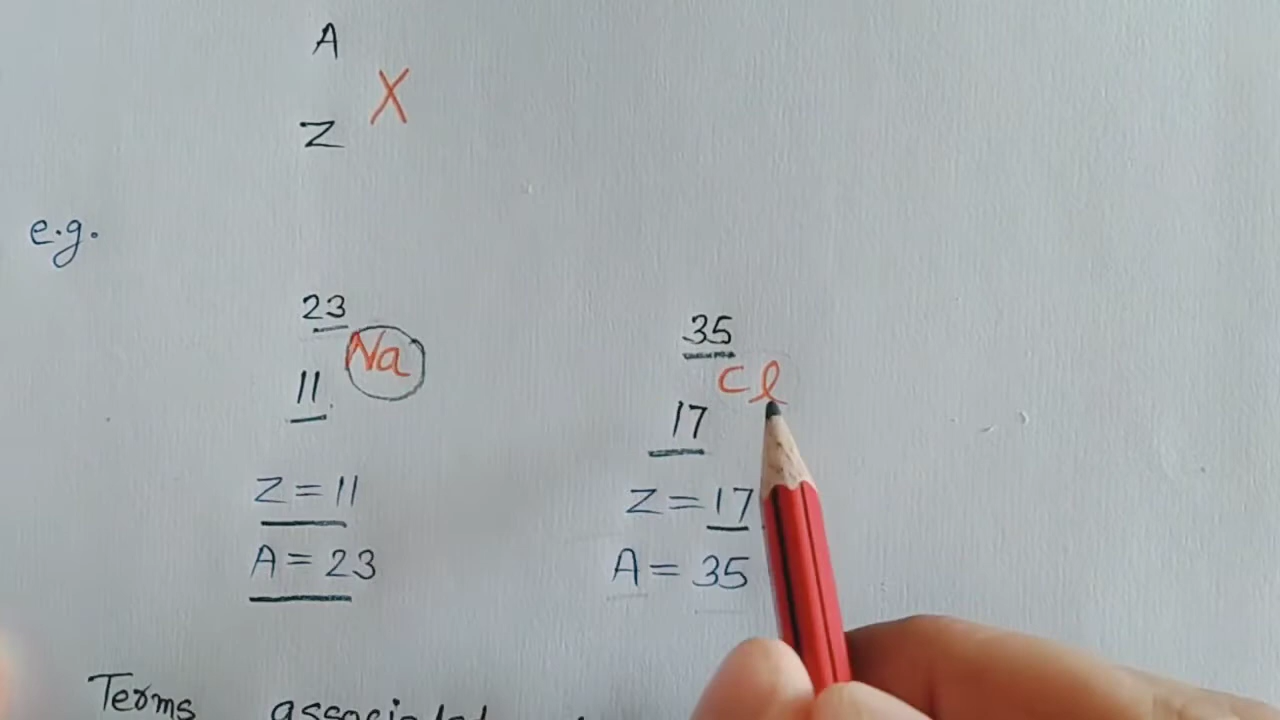 A
X
Z
e.g.
23
Na
11
Z = 11
A = 23
35
Cl
17
Z = 17
A = 35
Terms